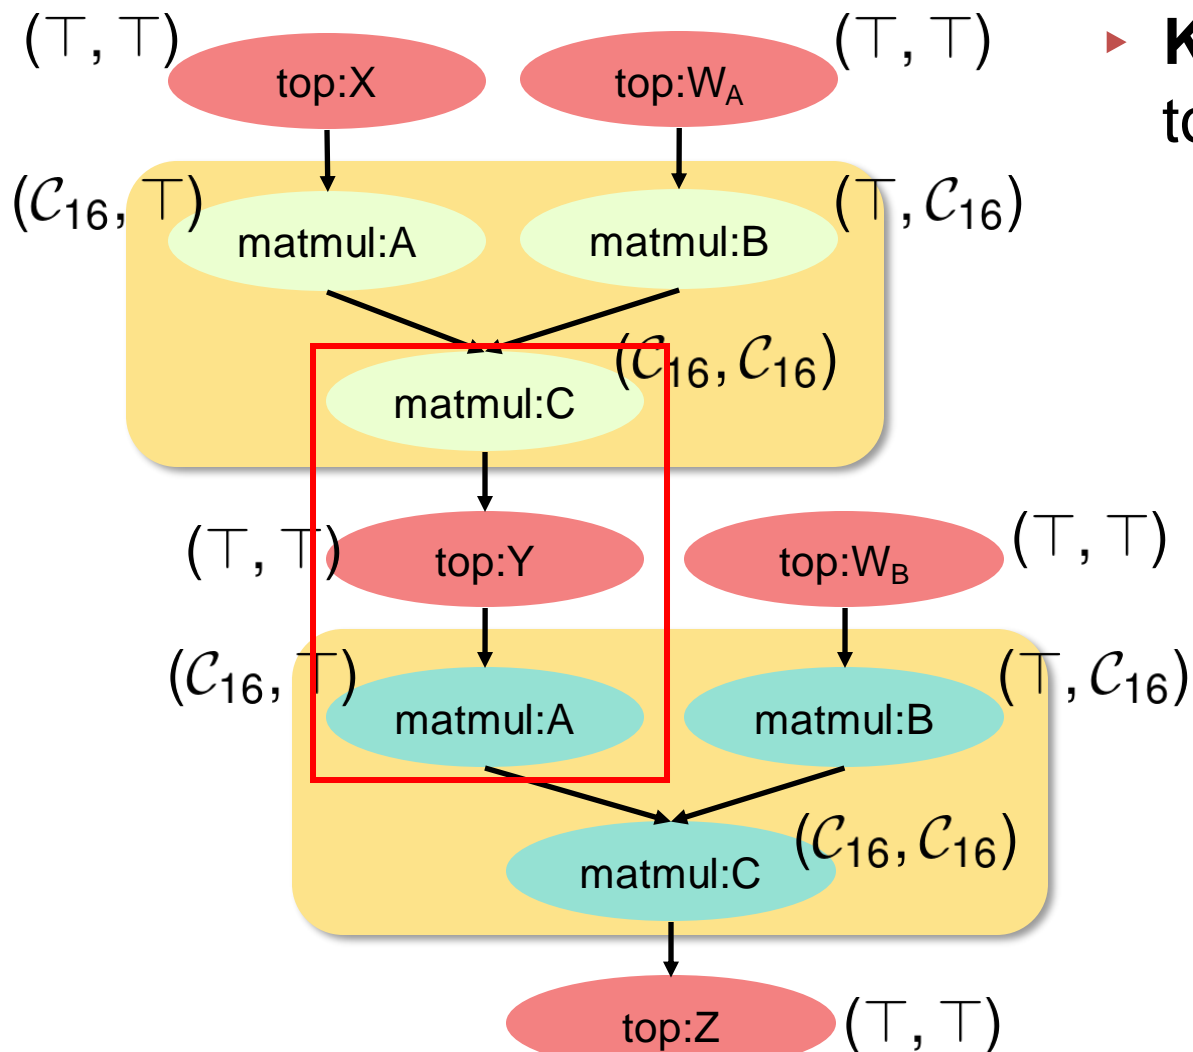 (⊤, ⊤) top:X top:W_A (⊤, ⊤)
▸ K
to
(𝒞₁₆, ⊤) matmul:A matmul:B (⊤, 𝒞₁₆)
(𝒞₁₆, 𝒞₁₆)
matmul:C
(⊤, ⊤) top:Y top:W_B (⊤, ⊤)
(𝒞₁₆, ⊤) matmul:A matmul:B (⊤, 𝒞₁₆)
(𝒞₁₆, 𝒞₁₆)
matmul:C
top:Z (⊤, ⊤)